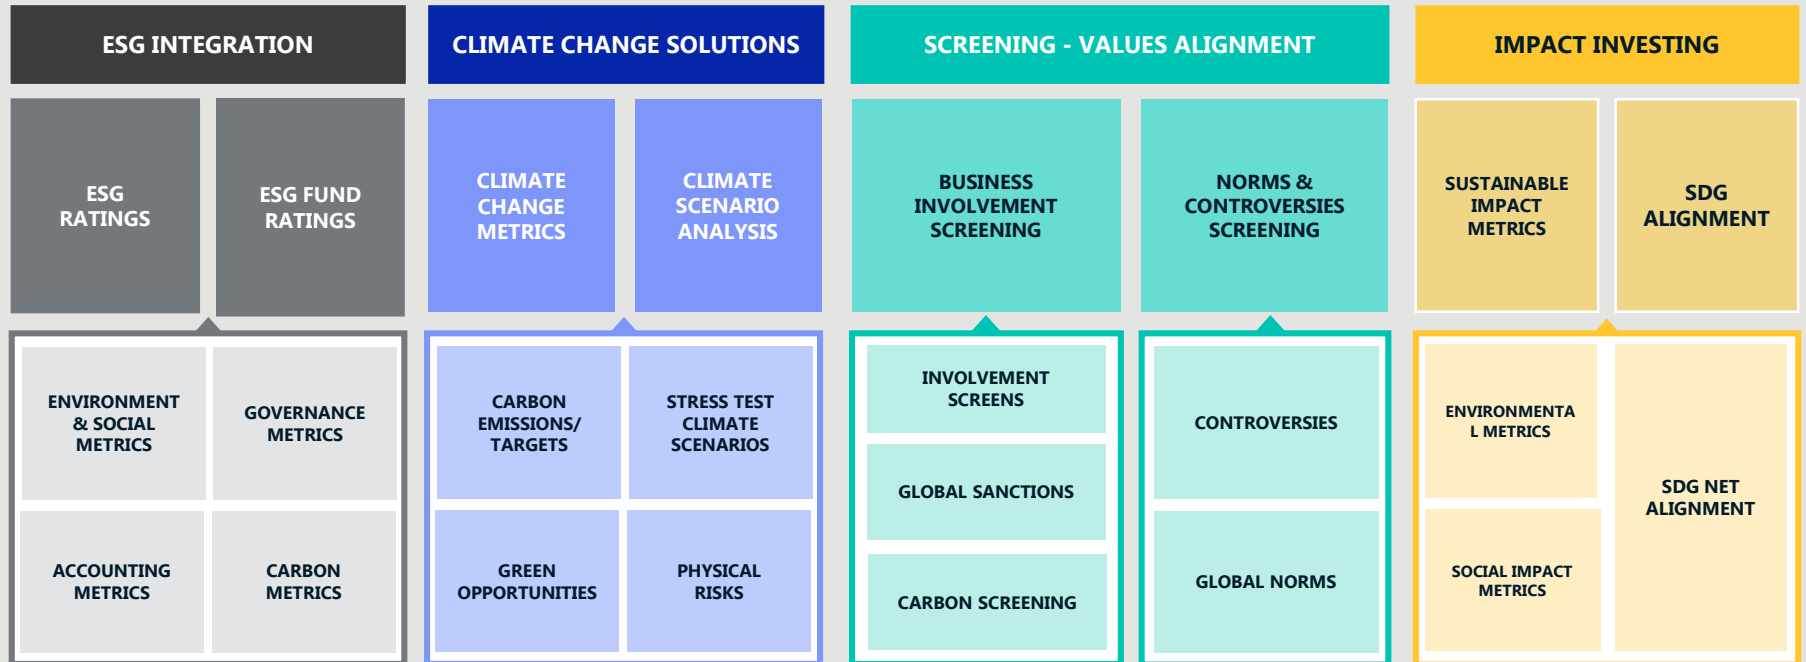 ESG INTEGRATION
CLIMATE CHANGE SOLUTIONS
SCREENING - VALUES ALIGNMENT
IMPACT INVESTING
ESG
RATINGS
ESG FUND
RATINGS
CLIMATE
CHANGE
METRICS
CLIMATE
SCENARIO
ANALYSIS
BUSINESS
INVOLVEMENT
SCREENING
NORMS &
CONTROVERSIES
SCREENING
SUSTAINABLE
IMPACT
METRICS
SDG
ALIGNMENT
ENVIRONMENT
& SOCIAL
METRICS
GOVERNANCE
METRICS
ACCOUNTING
METRICS
CARBON
METRICS
CARBON
EMISSIONS/
TARGETS
STRESS TEST
CLIMATE
SCENARIOS
GREEN
OPPORTUNITIES
PHYSICAL
RISKS
INVOLVEMENT
SCREENS
GLOBAL SANCTIONS
CARBON SCREENING
CONTROVERSIES
GLOBAL NORMS
ENVIRONMENTA
L METRICS
SOCIAL IMPACT
METRICS
SDG NET
ALIGNMENT